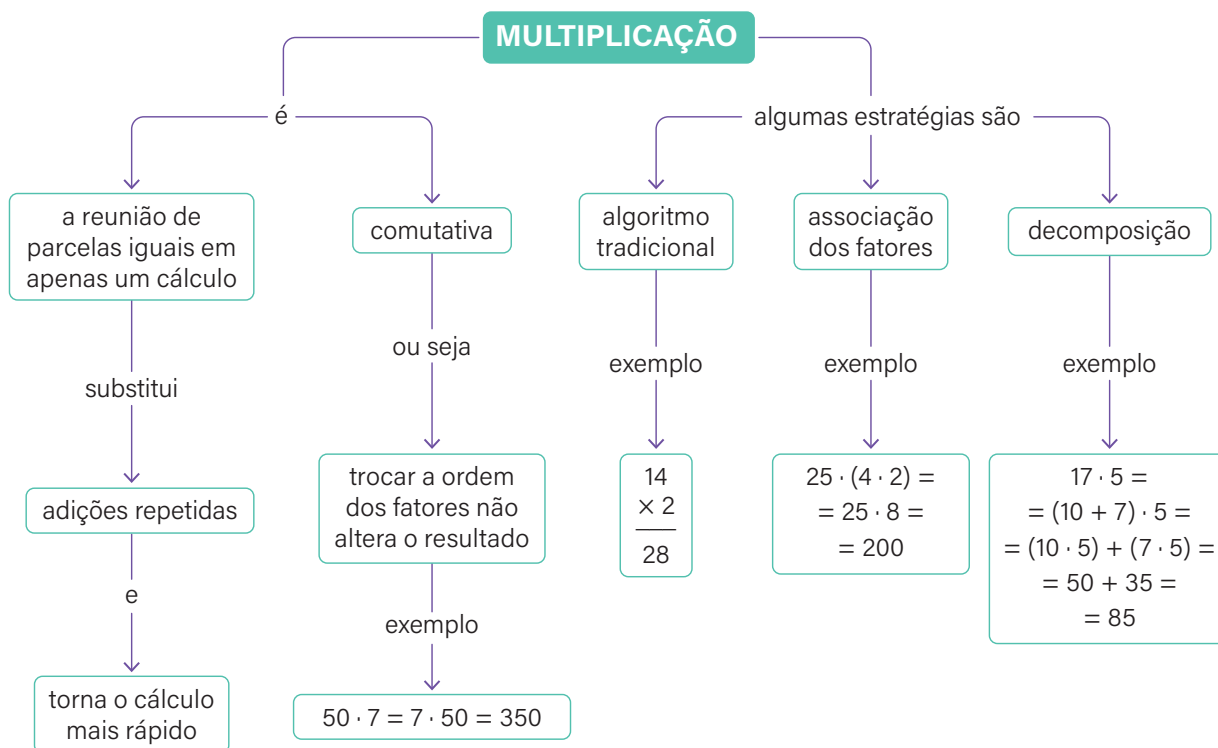 MULTIPLICAÇÃO
é
a reunião de
parcelas iguais em
apenas um cálculo
substitui
adições repetidas
e
torna o cálculo
mais rápido
comutativa
ou seja
trocar a ordem
dos fatores não
altera o resultado
exemplo
50 · 7 = 7 · 50 = 350
algumas estratégias são
algoritmo
tradicional
exemplo
14
× 2
28
associação
dos fatores
exemplo
25 · (4 · 2) =
= 25 · 8 =
= 200
decomposição
exemplo
17 · 5 =
= (10 + 7) · 5 =
= (10 · 5) + (7 · 5) =
= 50 + 35 =
= 85